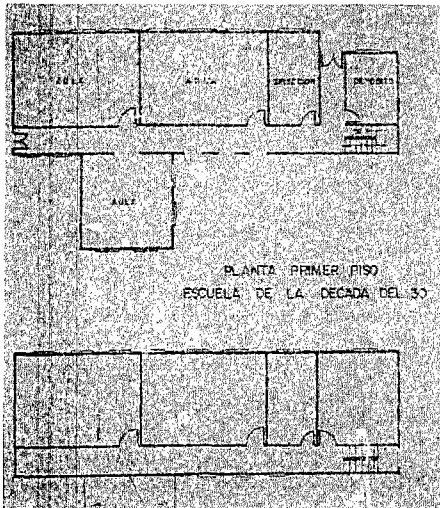 AULA
AULA
DIRECCION
DEPOSITO
AULA
PLANTA PRIMER PISO
ESCUELA DE LA DECADA DEL 30